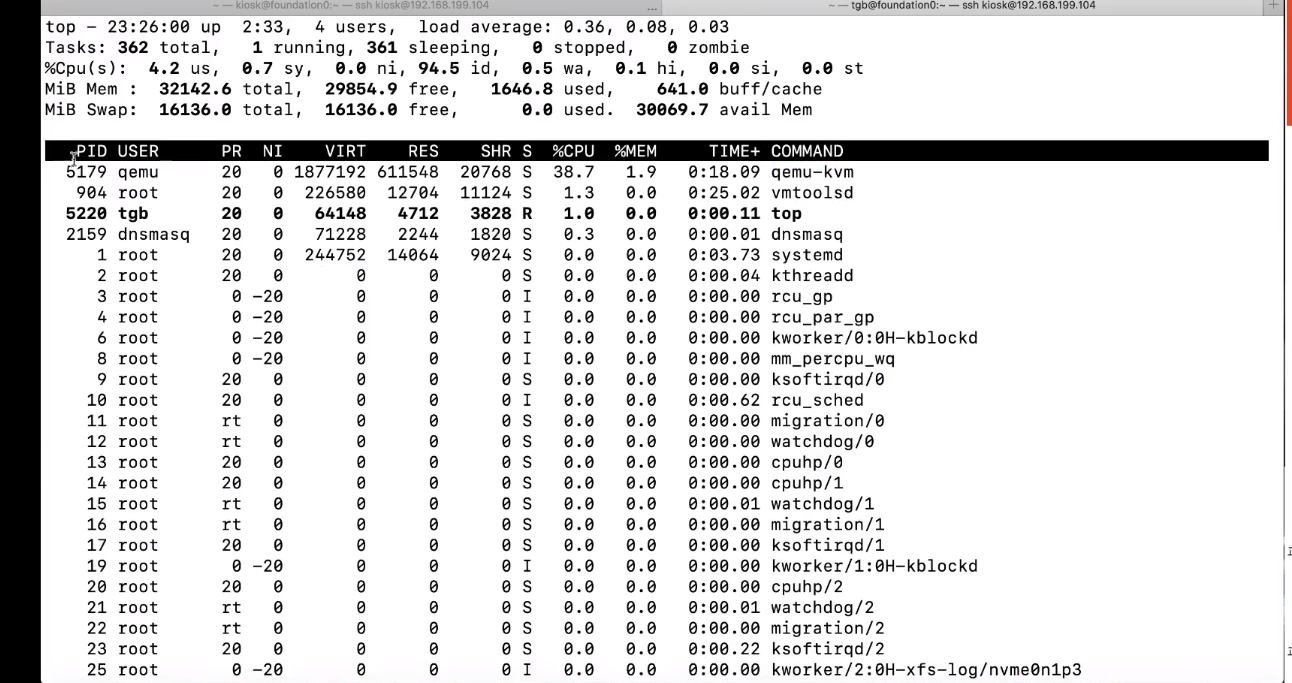 ~ — kiosk@foundation0:~ — ssh kiosk@192.168.199.104 ... ~ — tgb@foundation0:~ — ssh kiosk@192.168.199.104 +
top - 23:26:00 up  2:33,  4 users,  load average: 0.36, 0.08, 0.03
Tasks: 362 total,   1 running, 361 sleeping,   0 stopped,   0 zombie
%Cpu(s):  4.2 us,  0.7 sy,  0.0 ni, 94.5 id,  0.5 wa,  0.1 hi,  0.0 si,  0.0 st
MiB Mem :  32142.6 total,  29854.9 free,   1646.8 used,    641.0 buff/cache
MiB Swap:  16136.0 total,  16136.0 free,      0.0 used.  30069.7 avail Mem
PID USER      PR  NI    VIRT    RES    SHR S  %CPU  %MEM     TIME+ COMMAND
5179 qemu      20   0 1877192 611548  20768 S  38.7   1.9   0:18.09 qemu-kvm
904 root      20   0  226580  12704  11124 S   1.3   0.0   0:25.02 vmtoolsd
5220 tgb       20   0   64148   4712   3828 R   1.0   0.0   0:00.11 top
2159 dnsmasq   20   0   71228   2244   1820 S   0.3   0.0   0:00.01 dnsmasq
1 root      20   0  244752  14064   9024 S   0.0   0.0   0:03.73 systemd
2 root      20   0       0      0      0 S   0.0   0.0   0:00.04 kthreadd
3 root       0 -20       0      0      0 I   0.0   0.0   0:00.00 rcu_gp
4 root       0 -20       0      0      0 I   0.0   0.0   0:00.00 rcu_par_gp
6 root       0 -20       0      0      0 I   0.0   0.0   0:00.00 kworker/0:0H-kblockd
8 root       0 -20       0      0      0 I   0.0   0.0   0:00.00 mm_percpu_wq
9 root      20   0       0      0      0 S   0.0   0.0   0:00.00 ksoftirqd/0
10 root      20   0       0      0      0 I   0.0   0.0   0:00.62 rcu_sched
11 root      rt   0       0      0      0 S   0.0   0.0   0:00.00 migration/0
12 root      rt   0       0      0      0 S   0.0   0.0   0:00.00 watchdog/0
13 root      20   0       0      0      0 S   0.0   0.0   0:00.00 cpuhp/0
14 root      20   0       0      0      0 S   0.0   0.0   0:00.00 cpuhp/1
15 root      rt   0       0      0      0 S   0.0   0.0   0:00.01 watchdog/1
16 root      rt   0       0      0      0 S   0.0   0.0   0:00.00 migration/1
17 root      20   0       0      0      0 S   0.0   0.0   0:00.00 ksoftirqd/1
19 root       0 -20       0      0      0 I   0.0   0.0   0:00.00 kworker/1:0H-kblockd
20 root      20   0       0      0      0 S   0.0   0.0   0:00.00 cpuhp/2
21 root      rt   0       0      0      0 S   0.0   0.0   0:00.01 watchdog/2
22 root      rt   0       0      0      0 S   0.0   0.0   0:00.00 migration/2
23 root      20   0       0      0      0 S   0.0   0.0   0:00.22 ksoftirqd/2
25 root       0 -20       0      0      0 I   0.0   0.0   0:00.00 kworker/2:0H-xfs-log/nvme0n1p3